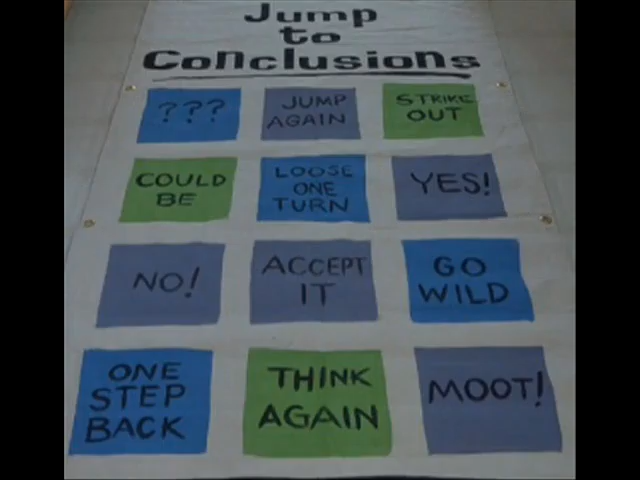 Jump
to
Conclusions
???
JUMP
AGAIN
STRIKE
OUT
COULD
BE
LOOSE
ONE
TURN
YES!
NO!
ACCEPT
IT
GO
WILD
ONE
STEP
BACK
THINK
AGAIN
MOOT!